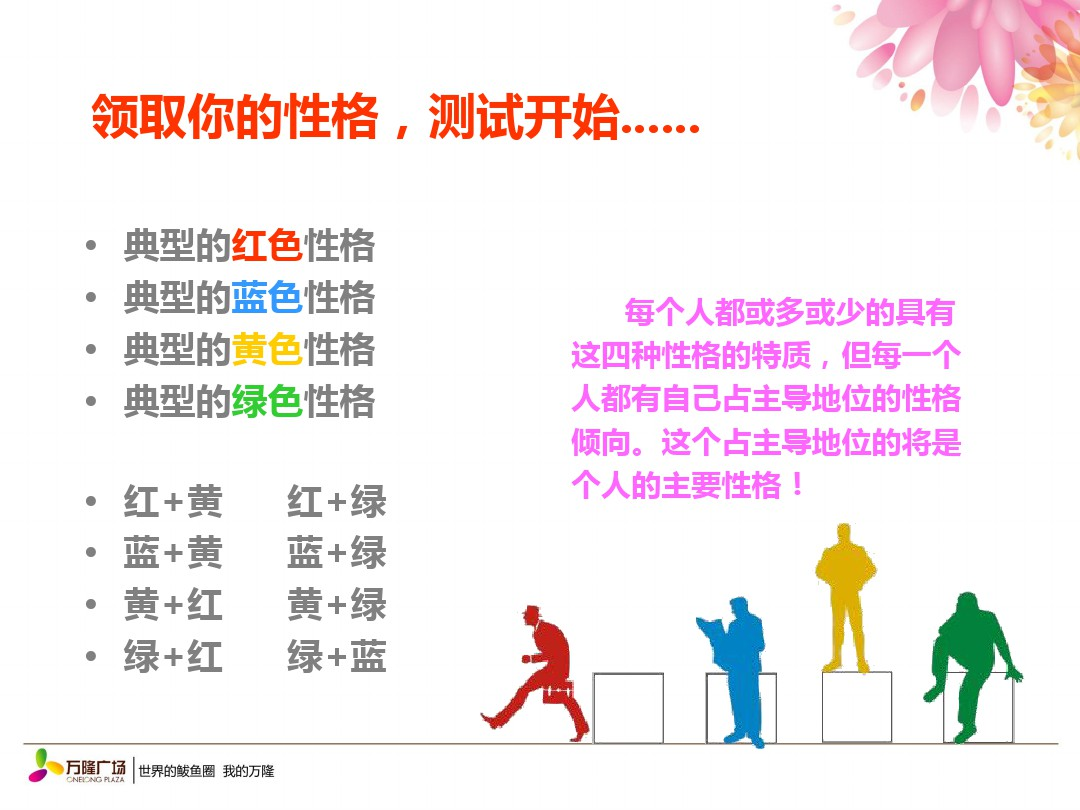 领取你的性格，测试开始......
• 典型的红色性格
• 典型的蓝色性格
• 典型的黄色性格
• 典型的绿色性格
• 红+黄 红+绿
• 蓝+黄 蓝+绿
• 黄+红 黄+绿
• 绿+红 绿+蓝
每个人都或多或少的具有
这四种性格的特质，但每一个
人都有自己占主导地位的性格
倾向。这个占主导地位的将是
个人的主要性格！
万隆广场
ONELONG PLAZA
世界的鲅鱼圈 我的万隆